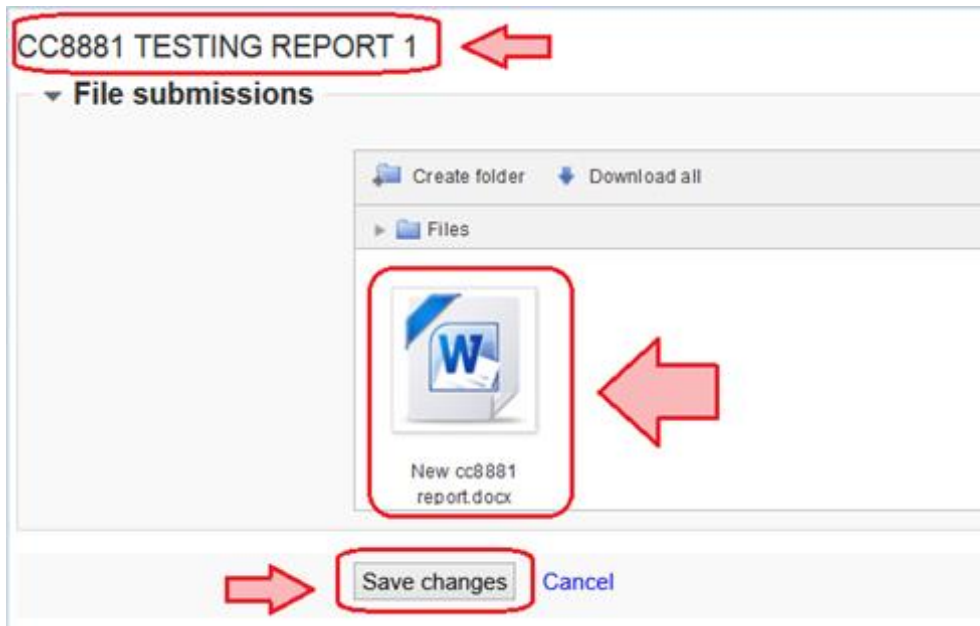 CC8881 TESTING REPORT 1
File submissions
Create folder Download all
Files
W
New cc8881
report.docx
Save changes Cancel